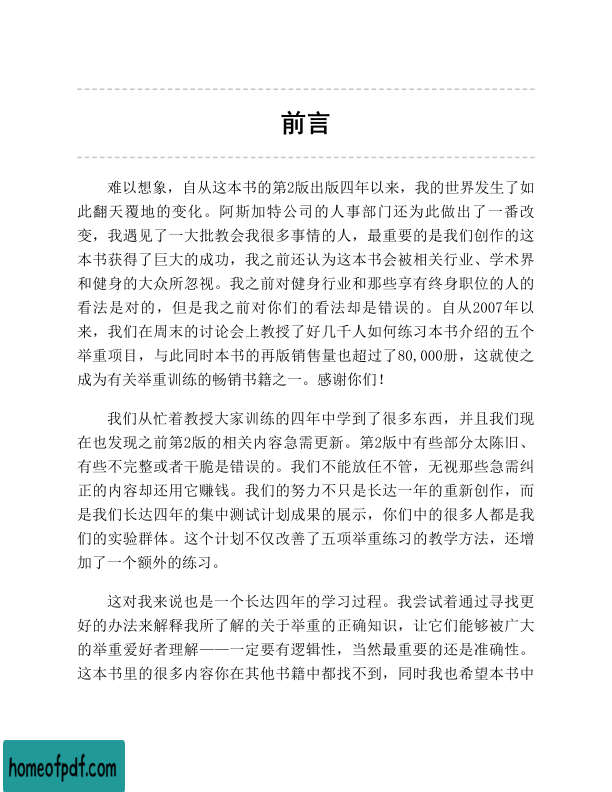 前言
难以想象，自从这本书的第2版出版四年以来，我的世界发生了如
此翻天覆地的变化。阿斯加特公司的人事部门还为此做出了一番改
变，我遇见了一大批教会我很多事情的人，最重要的是我们创作的这
本书获得了巨大的成功，我之前还认为这本书会被相关行业、学术界
和健身的大众所忽视。我之前对健身行业和那些享有终身职位的人的
看法是对的，但是我之前对你们的看法却是错误的。自从2007年以
来，我们在周末的讨论会上教授了好几千人如何练习本书介绍的五个
举重项目，与此同时本书的再版销售量也超过了80,000册，这就使之
成为有关举重训练的畅销书籍之一。感谢你们！
我们从忙着教授大家训练的四年中学到了很多东西，并且我们现
在也发现之前第2版的相关内容急需更新。第2版中有些部分太陈旧、
有些不完整或者干脆是错误的。我们不能放任不管，无视那些急需纠
正的内容却还用它赚钱。我们的努力不只是长达一年的重新创作，而
是我们长达四年的集中测试计划成果的展示，你们中的很多人都是我
们的实验群体。这个计划不仅改善了五项举重练习的教学方法，还增
加了一个额外的练习。
这对我来说也是一个长达四年的学习过程。我尝试着通过寻找更
好的办法来解释我所了解的关于举重的正确知识，让它们能够被广大
的举重爱好者理解——一定要有逻辑性，当然最重要的还是准确性。
这本书里的很多内容你在其他书籍中都找不到，同时我也希望本书中
homeofpdf.com